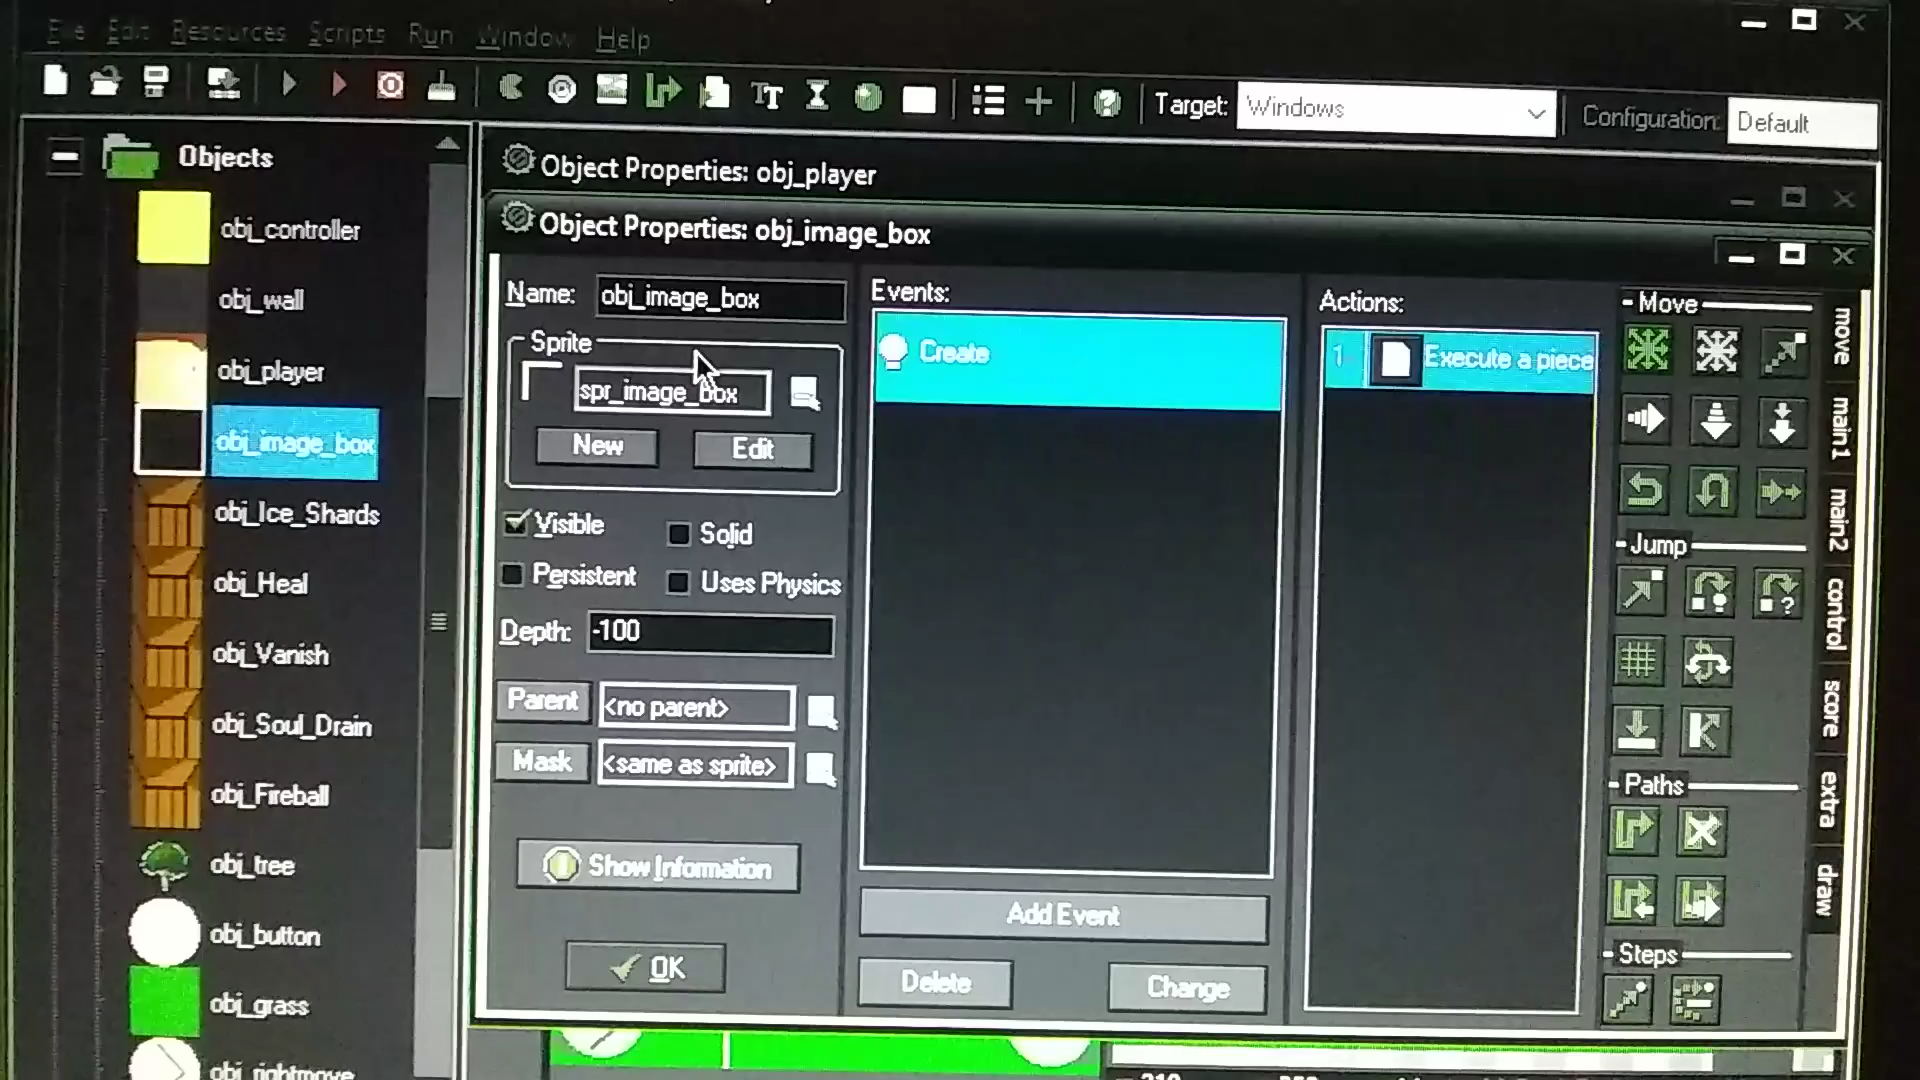 File Edit Resources Scripts Run Window Help
Target: Windows Configuration: Default
Objects
obj_controller
obj_wall
obj_player
obj_image_box
obj_Ice_Shards
obj_Heal
obj_Vanish
obj_Soul_Drain
obj_Fireball
obj_tree
obj_button
obj_grass
obj_rightmove
Object Properties: obj_player
Object Properties: obj_image_box
Name: obj_image_box
Sprite
spr_image_box
New Edit
Visible Solid
Persistent Uses Physics
Depth: -100
Parent <no parent>
Mask <same as sprite>
Show Information
OK
Events:
Create
Add Event
Delete Change
Actions:
1 Execute a piece
Move
Jump
Paths
Steps
move
main1
main2
control
score
extra
draw